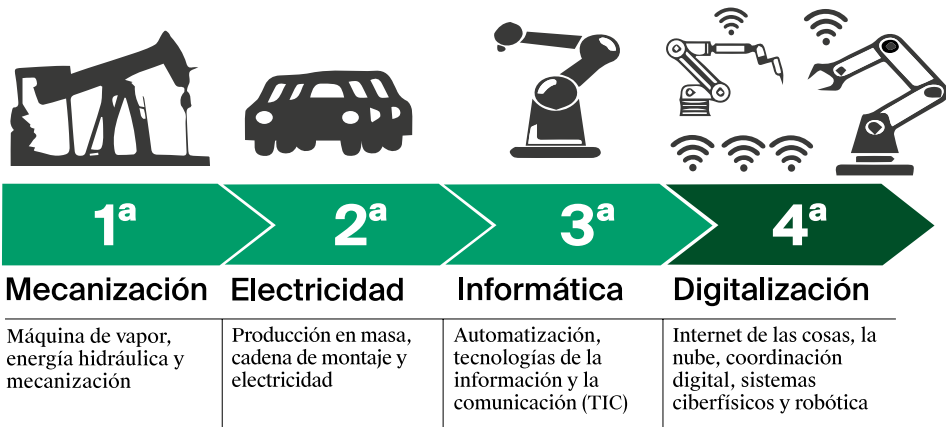 1ª
2ª
3ª
4ª
Mecanización
Electricidad
Informática
Digitalización
Máquina de vapor,
energía hidráulica y
mecanización
Producción en masa,
cadena de montaje y
electricidad
Automatización,
tecnologías de la
información y la
comunicación (TIC)
Internet de las cosas, la
nube, coordinación
digital, sistemas
ciberfísicos y robótica